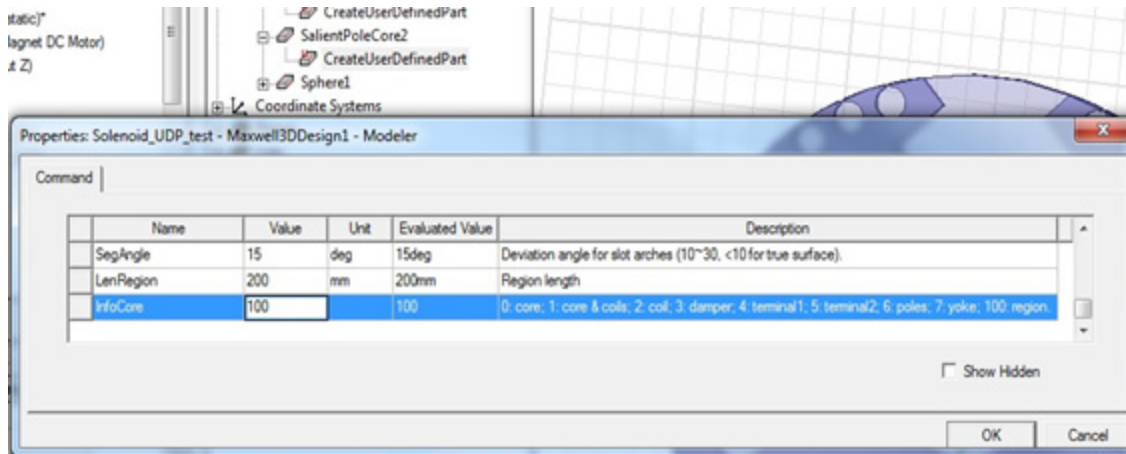 CreateUserDefinedPart
static)"
SalientPoleCore2
agnet DC Motor)
CreateUserDefinedPart
ut Z)
Sphere1
Coordinate Systems
Properties: Solenoid_UDP_test - Maxwell3DDesign1 - Modeler
Command
Name Value Unit Evaluated Value Description
SegAngle 15 deg 15deg Deviation angle for slot arches (10~30, <10 for true surface).
LenRegion 200 mm 200mm Region length
InfoCore 100 100 0: core; 1: core & coils; 2: coil; 3: damper; 4: terminal1; 5: terminal2; 6: poles; 7: yoke; 100: region.
Show Hidden
OK Cancel